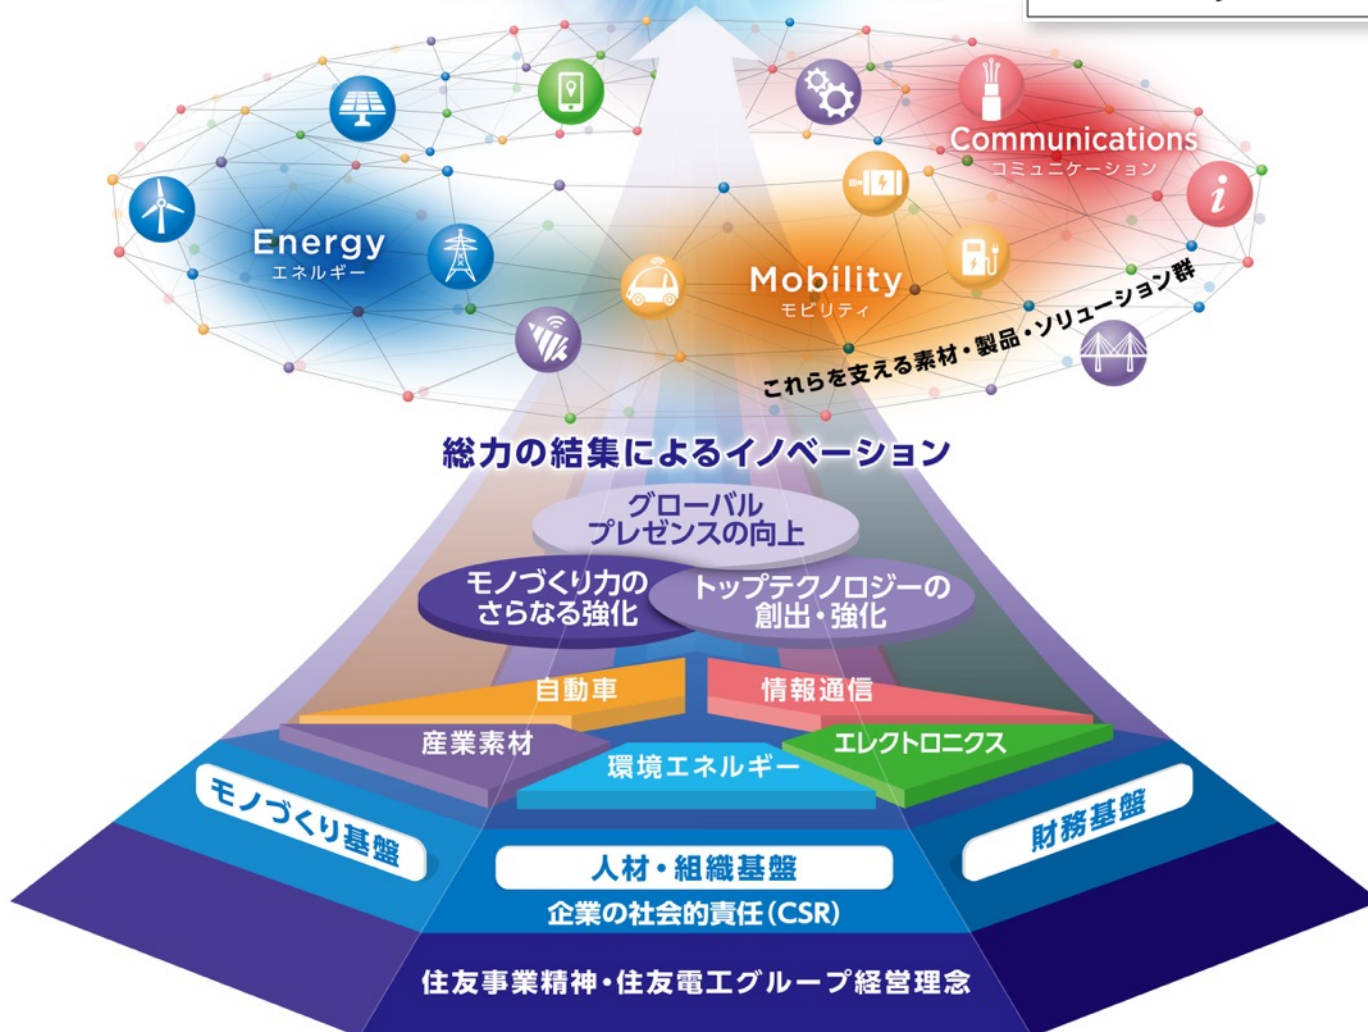 Communications
コミュニケーション
Energy
エネルギー
Mobility
モビリティ
これらを支える素材・製品・ソリューション群
総力の結集によるイノベーション
グローバル
プレゼンスの向上
モノづくり力の
さらなる強化
トップテクノロジーの
創出・強化
自動車
情報通信
産業素材
環境エネルギー
エレクトロニクス
モノづくり基盤
人材・組織基盤
財務基盤
企業の社会的責任(CSR)
住友事業精神・住友電工グループ経営理念